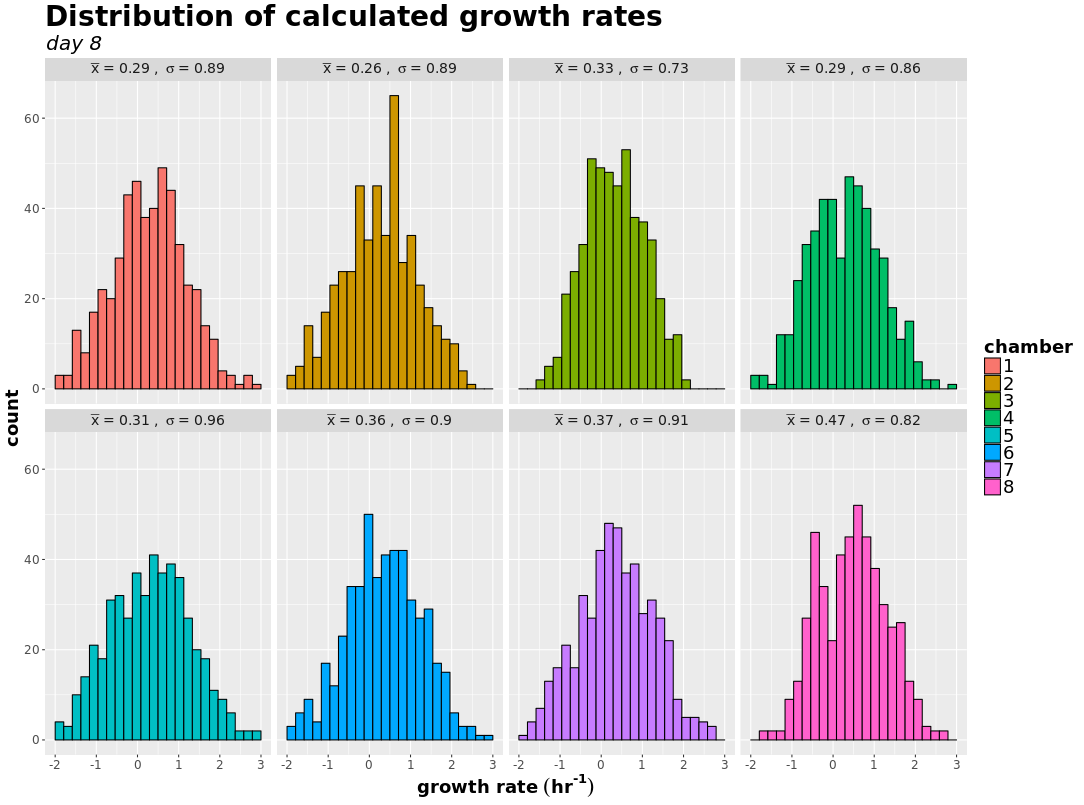 Distribution of calculated growth rates
day 8
x̅ = 0.29 , σ = 0.89
x̅ = 0.26 , σ = 0.89
x̅ = 0.33 , σ = 0.73
x̅ = 0.29 , σ = 0.86
60
40
20
0
x̅ = 0.31 , σ = 0.96
x̅ = 0.36 , σ = 0.9
x̅ = 0.37 , σ = 0.91
x̅ = 0.47 , σ = 0.82
60
40
20
0
-2 -1 0 1 2 3
-2 -1 0 1 2 3
-2 -1 0 1 2 3
-2 -1 0 1 2 3
count
growth rate (hr⁻¹)
chamber
1
2
3
4
5
6
7
8